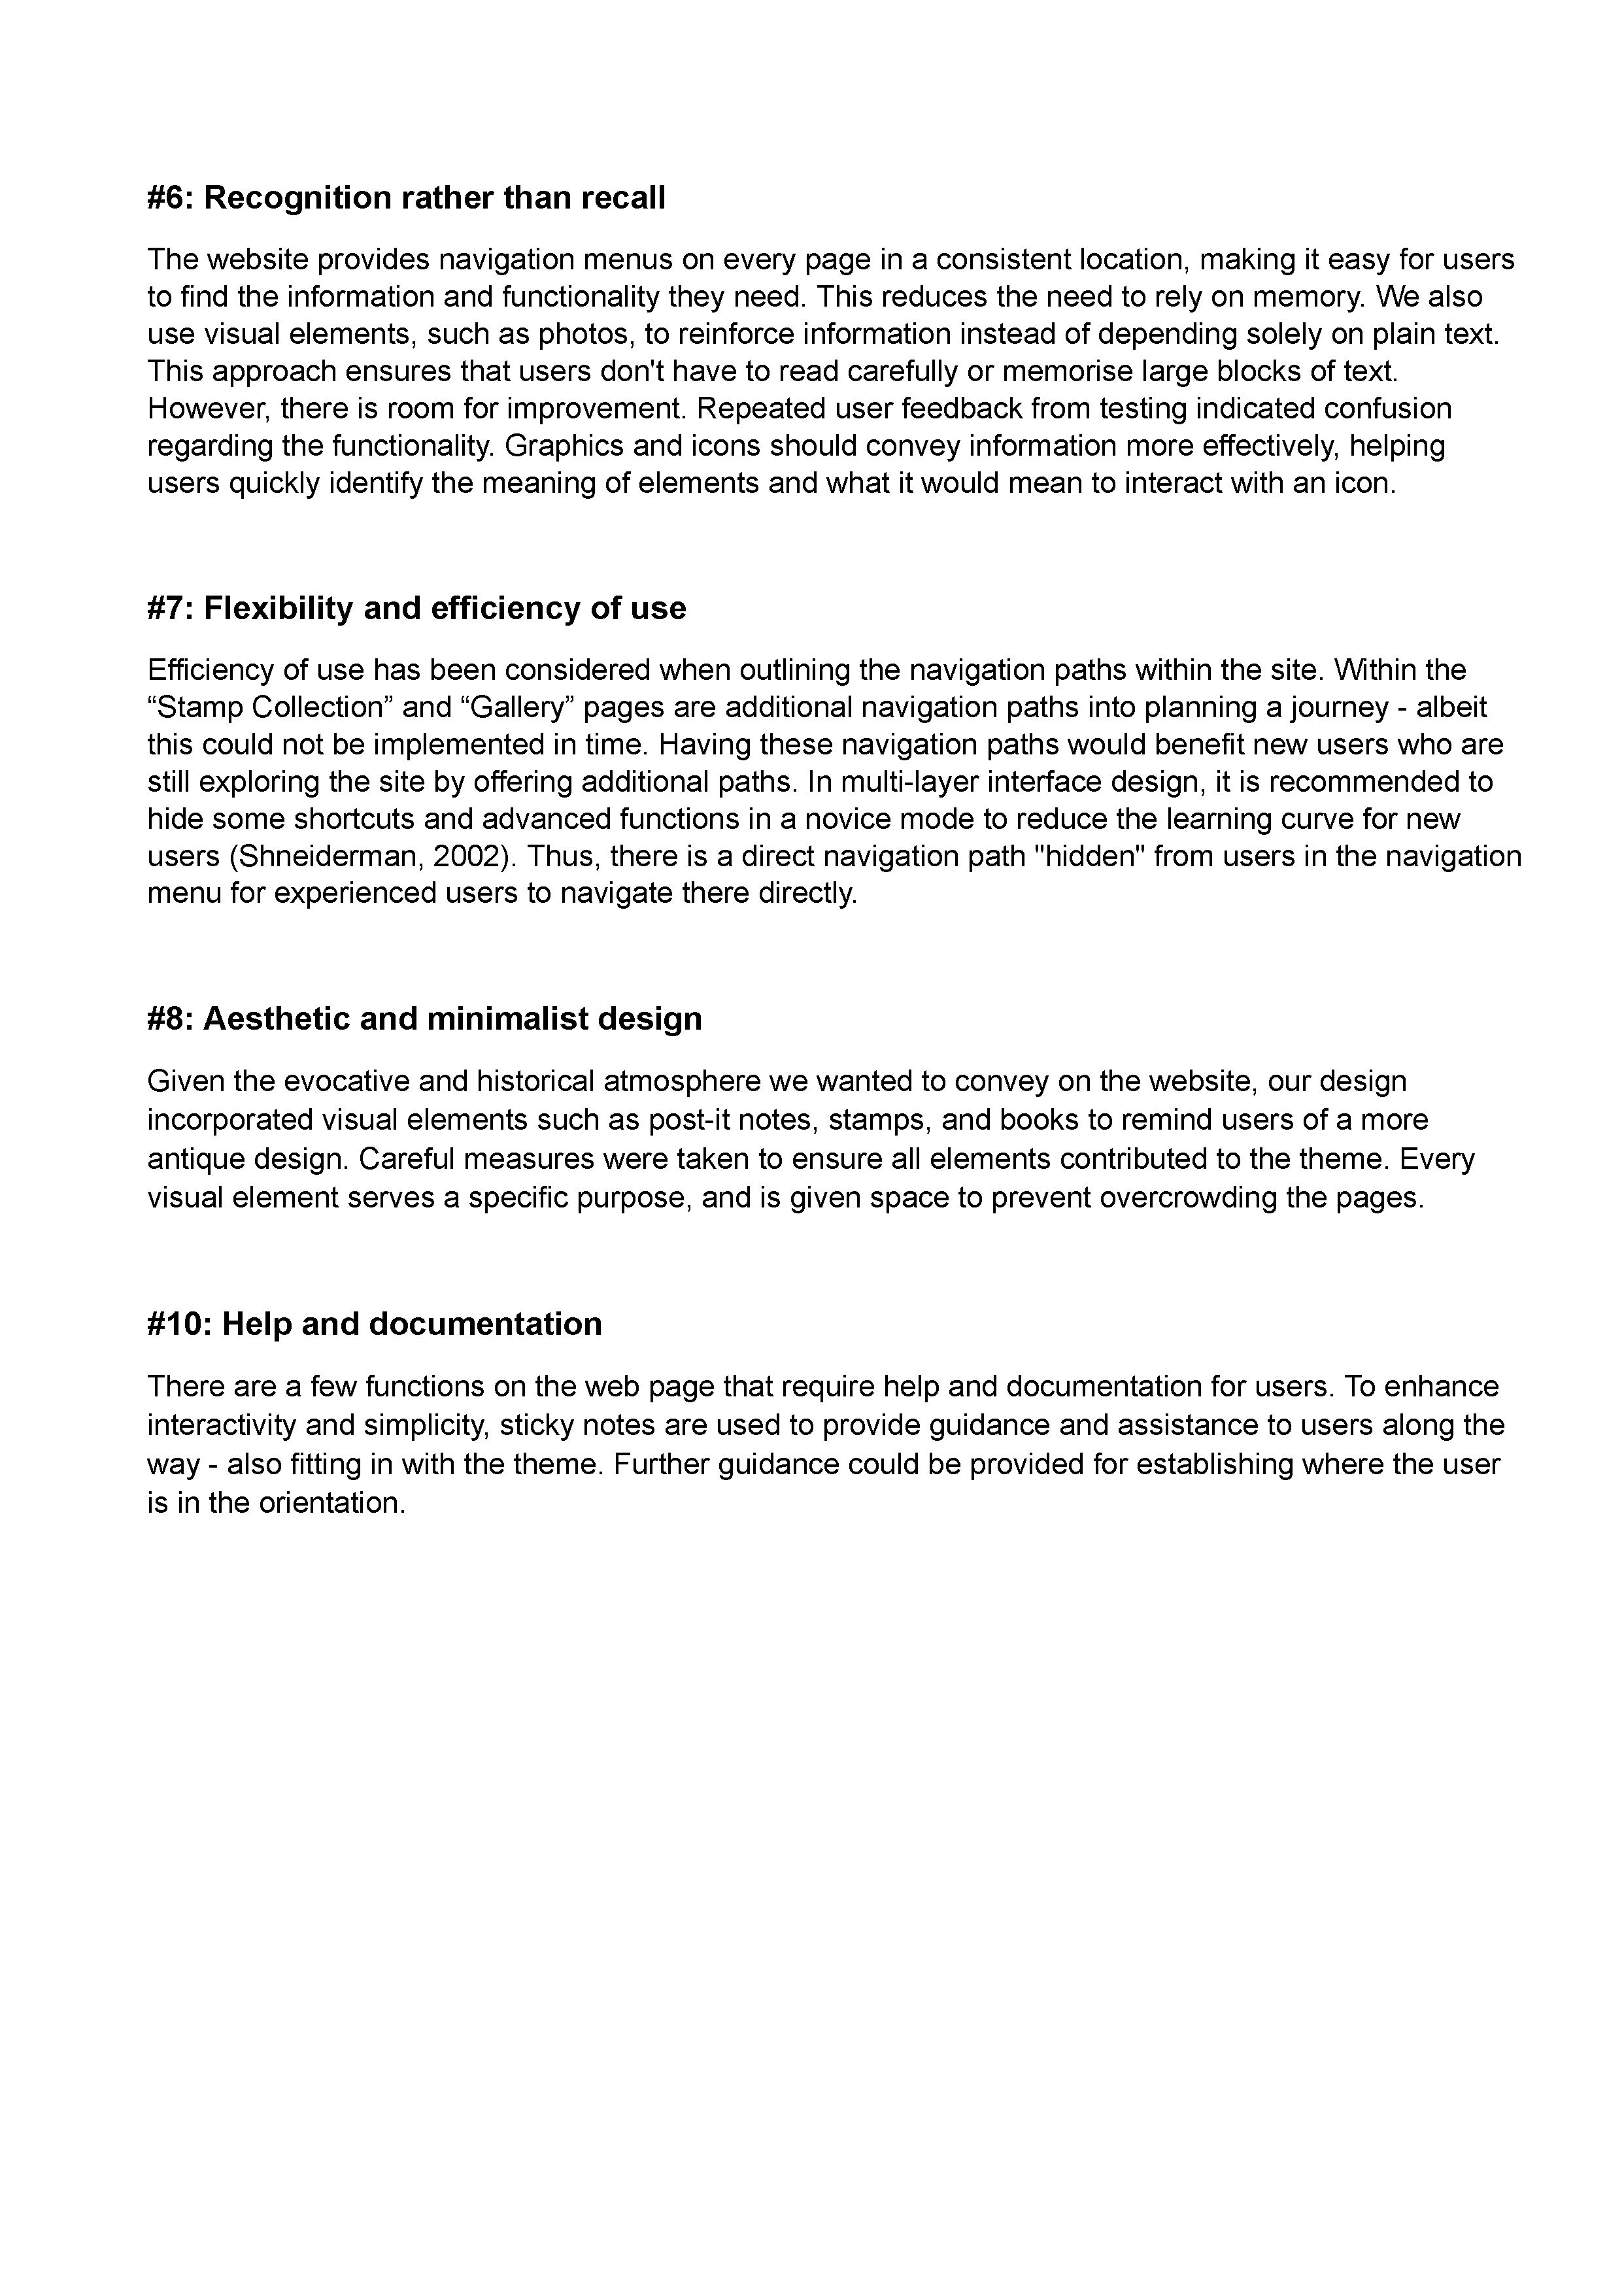 #6: Recognition rather than recall
The website provides navigation menus on every page in a consistent location, making it easy for users
to find the information and functionality they need. This reduces the need to rely on memory. We also
use visual elements, such as photos, to reinforce information instead of depending solely on plain text.
This approach ensures that users don't have to read carefully or memorise large blocks of text.
However, there is room for improvement. Repeated user feedback from testing indicated confusion
regarding the functionality. Graphics and icons should convey information more effectively, helping
users quickly identify the meaning of elements and what it would mean to interact with an icon.
#7: Flexibility and efficiency of use
Efficiency of use has been considered when outlining the navigation paths within the site. Within the
“Stamp Collection” and “Gallery” pages are additional navigation paths into planning a journey - albeit
this could not be implemented in time. Having these navigation paths would benefit new users who are
still exploring the site by offering additional paths. In multi-layer interface design, it is recommended to
hide some shortcuts and advanced functions in a novice mode to reduce the learning curve for new
users (Shneiderman, 2002). Thus, there is a direct navigation path "hidden" from users in the navigation
menu for experienced users to navigate there directly.
#8: Aesthetic and minimalist design
Given the evocative and historical atmosphere we wanted to convey on the website, our design
incorporated visual elements such as post-it notes, stamps, and books to remind users of a more
antique design. Careful measures were taken to ensure all elements contributed to the theme. Every
visual element serves a specific purpose, and is given space to prevent overcrowding the pages.
#10: Help and documentation
There are a few functions on the web page that require help and documentation for users. To enhance
interactivity and simplicity, sticky notes are used to provide guidance and assistance to users along the
way - also fitting in with the theme. Further guidance could be provided for establishing where the user
is in the orientation.